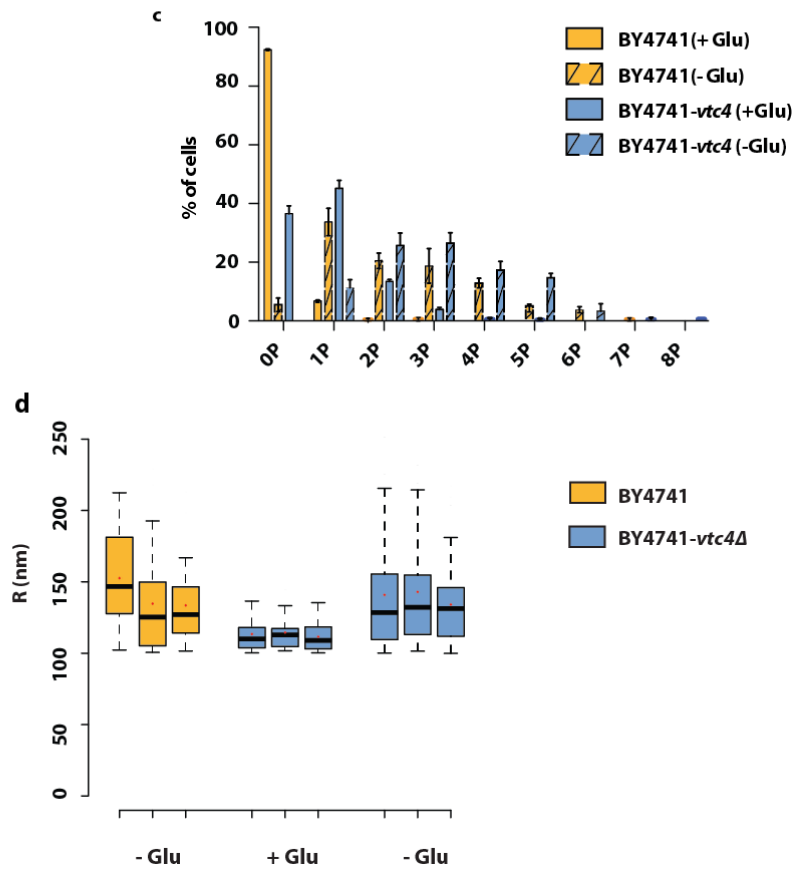 c
100
80
60
40
20
0
% of cells
0P 1P 2P 3P 4P 5P 6P 7P 8P
BY4741(+ Glu)
BY4741(- Glu)
BY4741-vtc4 (+Glu)
BY4741-vtc4 (-Glu)
d
250
200
150
100
50
0
R (nm)
- Glu + Glu - Glu
BY4741
BY4741-vtc4Δ